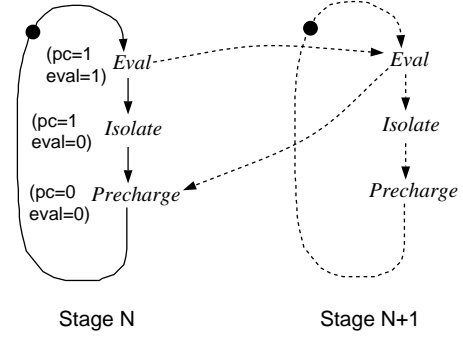 (pc=1
eval=1)
Eval
Eval
(pc=1
eval=0)
Isolate
Isolate
(pc=0
eval=0)
Precharge
Precharge
Stage N
Stage N+1